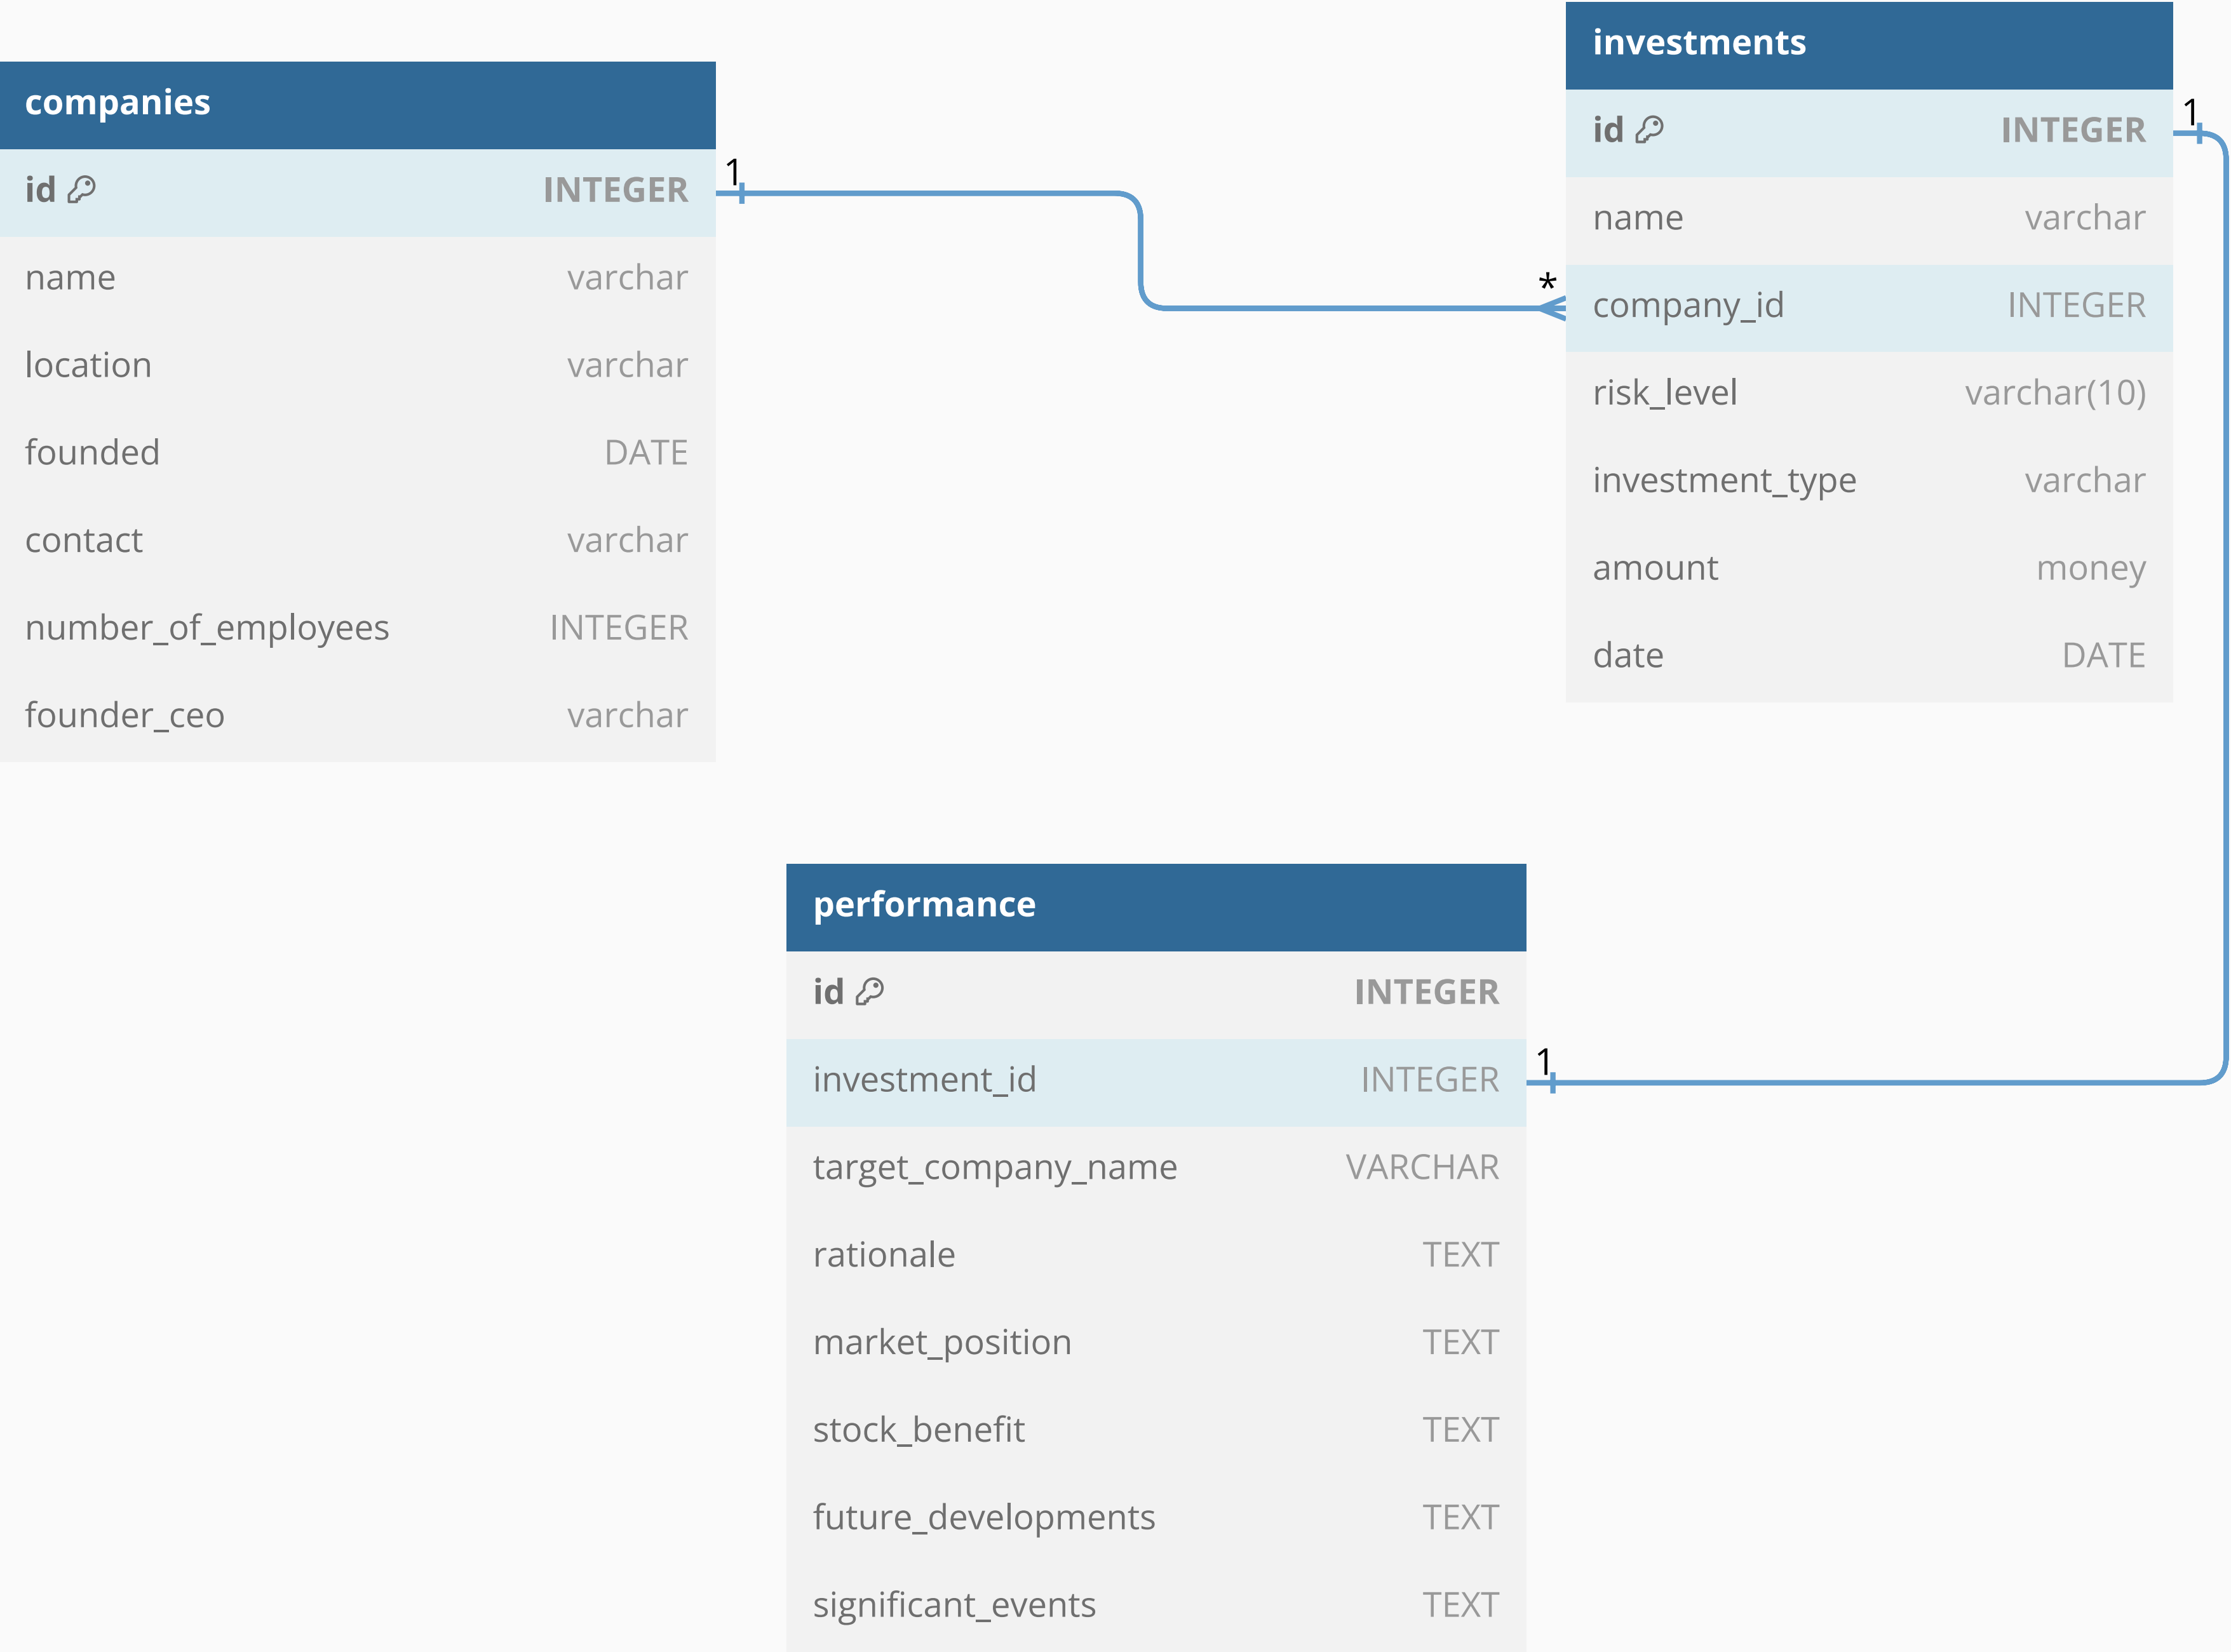 companies
id INTEGER
name varchar
location varchar
founded DATE
contact varchar
number_of_employees INTEGER
founder_ceo varchar
1
*
investments
id INTEGER
name varchar
company_id INTEGER
risk_level varchar(10)
investment_type varchar
amount money
date DATE
1
performance
id INTEGER
investment_id INTEGER
target_company_name VARCHAR
rationale TEXT
market_position TEXT
stock_benefit TEXT
future_developments TEXT
significant_events TEXT
1